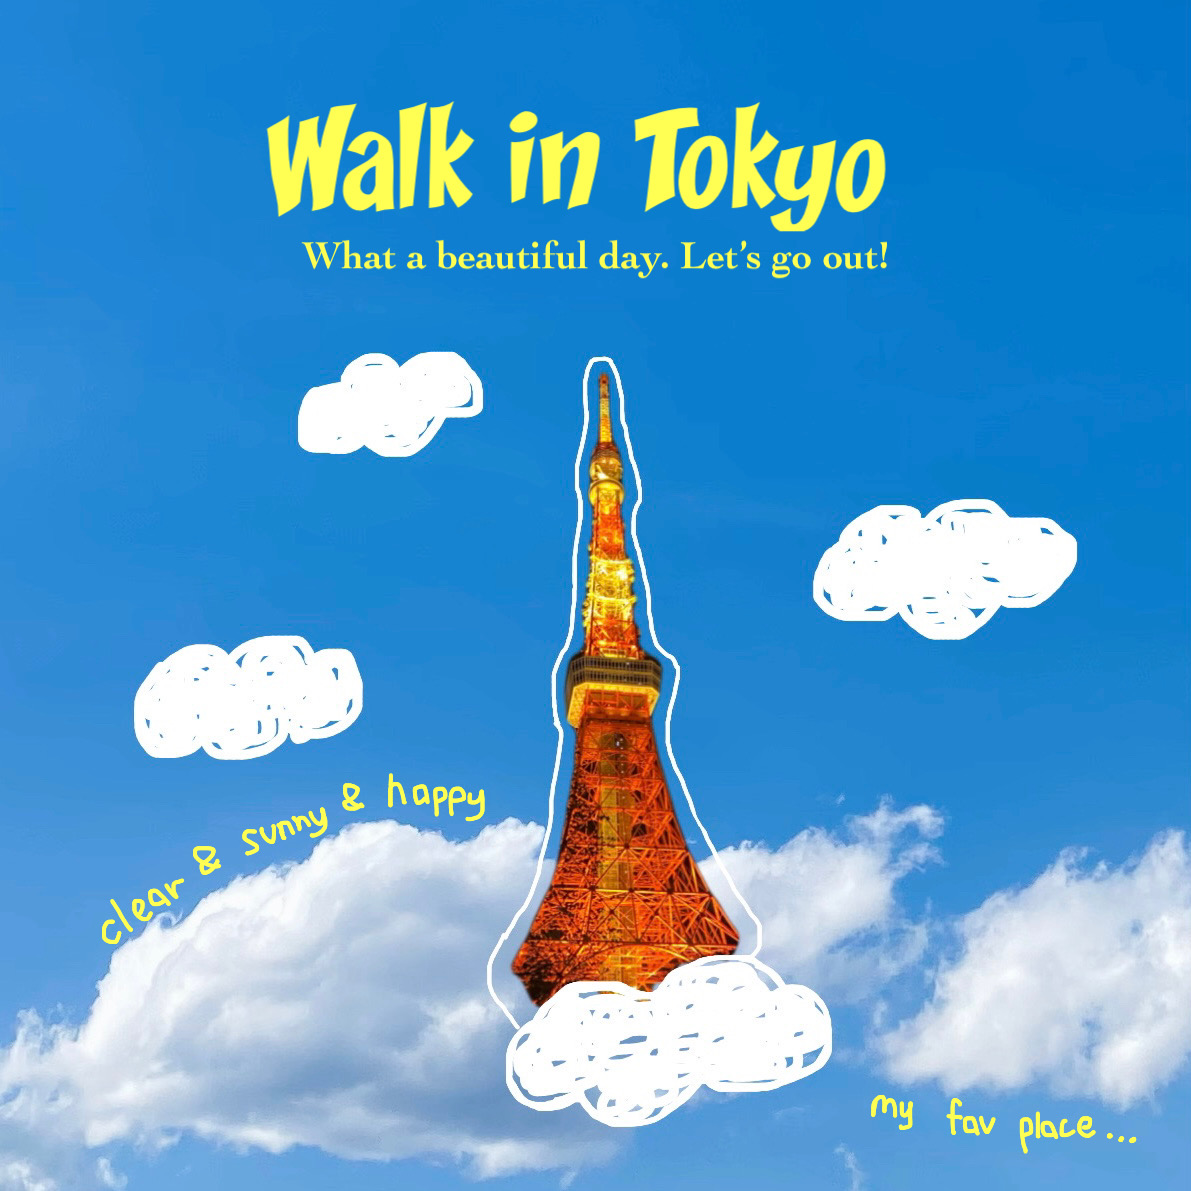 Walk in Tokyo
What a beautiful day. Let's go out!
clear & sunny & happy
my fav place...